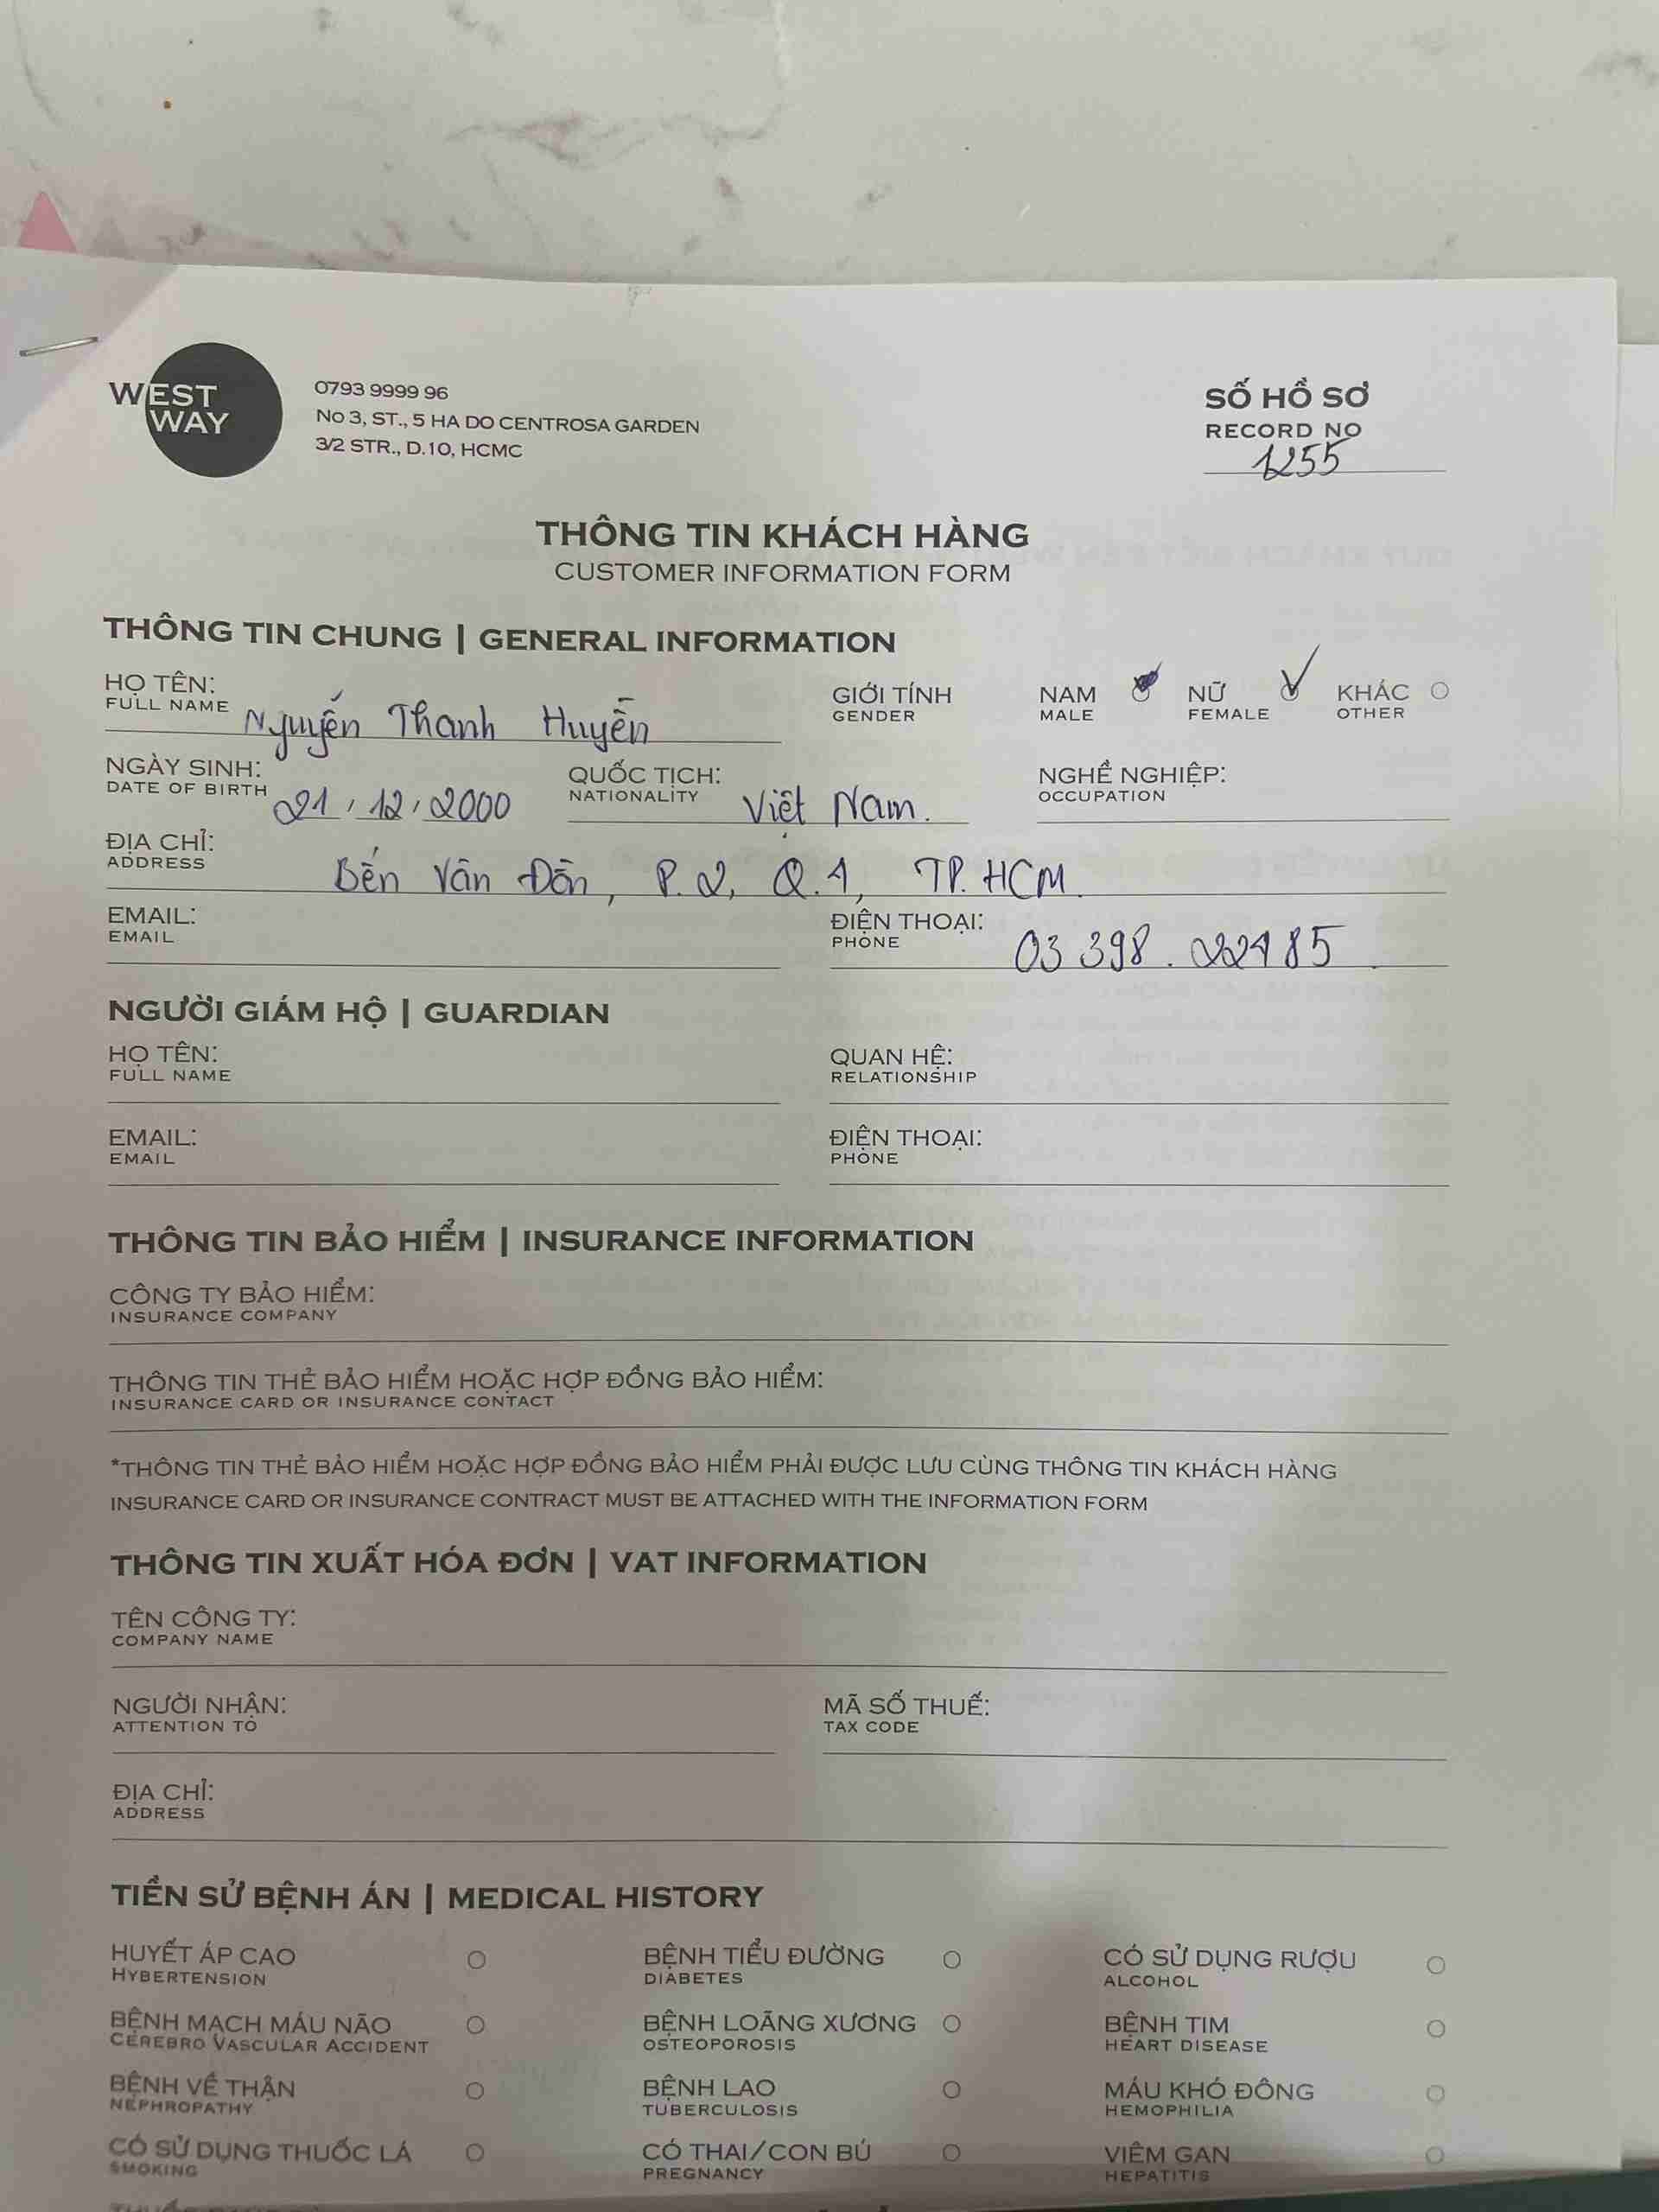 WEST
WAY
0793 9999 96
No 3, ST., 5 HA DO CENTROSA GARDEN
3/2 STR., D.10, HCMC
SỐ HỒ SƠ
RECORD NO
1255
THÔNG TIN KHÁCH HÀNG
CUSTOMER INFORMATION FORM
THÔNG TIN CHUNG | GENERAL INFORMATION
HỌ TÊN: Nguyễn Thanh Huyền GIỚI TÍNH NAM NỮ KHÁC
FULL NAME GENDER MALE FEMALE OTHER
NGÀY SINH: 21, 12, 2000 QUỐC TỊCH: Việt Nam. NGHỀ NGHIỆP:
DATE OF BIRTH NATIONALITY OCCUPATION
ĐỊA CHỈ: Bến Vân Đồn, P.2, Q.4, TP. HCM.
ADDRESS
EMAIL: ĐIỆN THOẠI: 03 398
EMAIL PHONE
NGƯỜI GIÁM HỘ | GUARDIAN
HỌ TÊN: QUAN HỆ:
FULL NAME RELATIONSHIP
EMAIL: ĐIỆN THOẠI:
EMAIL PHONE
THÔNG TIN BẢO HIỂM | INSURANCE INFORMATION
CÔNG TY BẢO HIỂM:
INSURANCE COMPANY
THÔNG TIN THẺ BẢO HIỂM HOẶC HỢP ĐỒNG BẢO HIỂM:
INSURANCE CARD OR INSURANCE CONTACT
*THÔNG TIN THẺ BẢO HIỂM HOẶC HỢP ĐỒNG BẢO HIỂM PHẢI ĐƯỢC LƯU CÙNG THÔNG TIN KHÁCH HÀNG
INSURANCE CARD OR INSURANCE CONTRACT MUST BE ATTACHED WITH THE INFORMATION FORM
THÔNG TIN XUẤT HÓA ĐƠN | VAT INFORMATION
TÊN CÔNG TY:
COMPANY NAME
NGƯỜI NHẬN: MÃ SỐ THUẾ:
ATTENTION TO TAX CODE
ĐỊA CHỈ:
ADDRESS
TIỀN SỬ BỆNH ÁN | MEDICAL HISTORY
HUYẾT ÁP CAO BỆNH TIỂU ĐƯỜNG CÓ SỬ DỤNG RƯỢU
HYBERTENSION DIABETES ALCOHOL
BỆNH MẠCH MÁU NÃO BỆNH LOÃNG XƯƠNG BỆNH TIM
CEREBRO VASCULAR ACCIDENT OSTEOPOROSIS HEART DISEASE
BỆNH VỀ THẬN BỆNH LAO MÁU KHÓ ĐÔNG
NEPHROPATHY TUBERCULOSIS HEMOPHILIA
CÓ SỬ DỤNG THUỐC LÁ CÓ THAI/CON BÚ VIÊM GAN
SMOKING PREGNANCY HEPATITIS